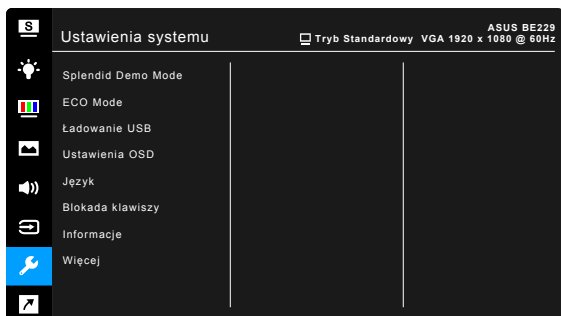 S
ASUS BE229
Ustawienia systemu
Tryb Standardowy VGA 1920 x 1080 @ 60Hz
Splendid Demo Mode
ECO Mode
Ładowanie USB
Ustawienia OSD
Język
Blokada klawiszy
Informacje
Więcej